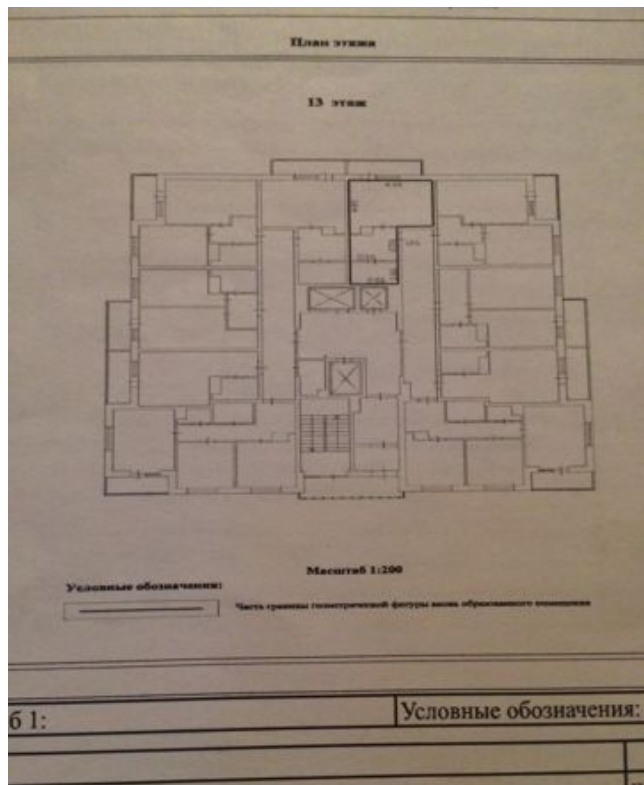 План этажа
13 этаж
Масштаб 1:200
Условные обозначения:
Часть границы геометрической фигуры вновь образованного помещения
б 1:
Условные обозначения: